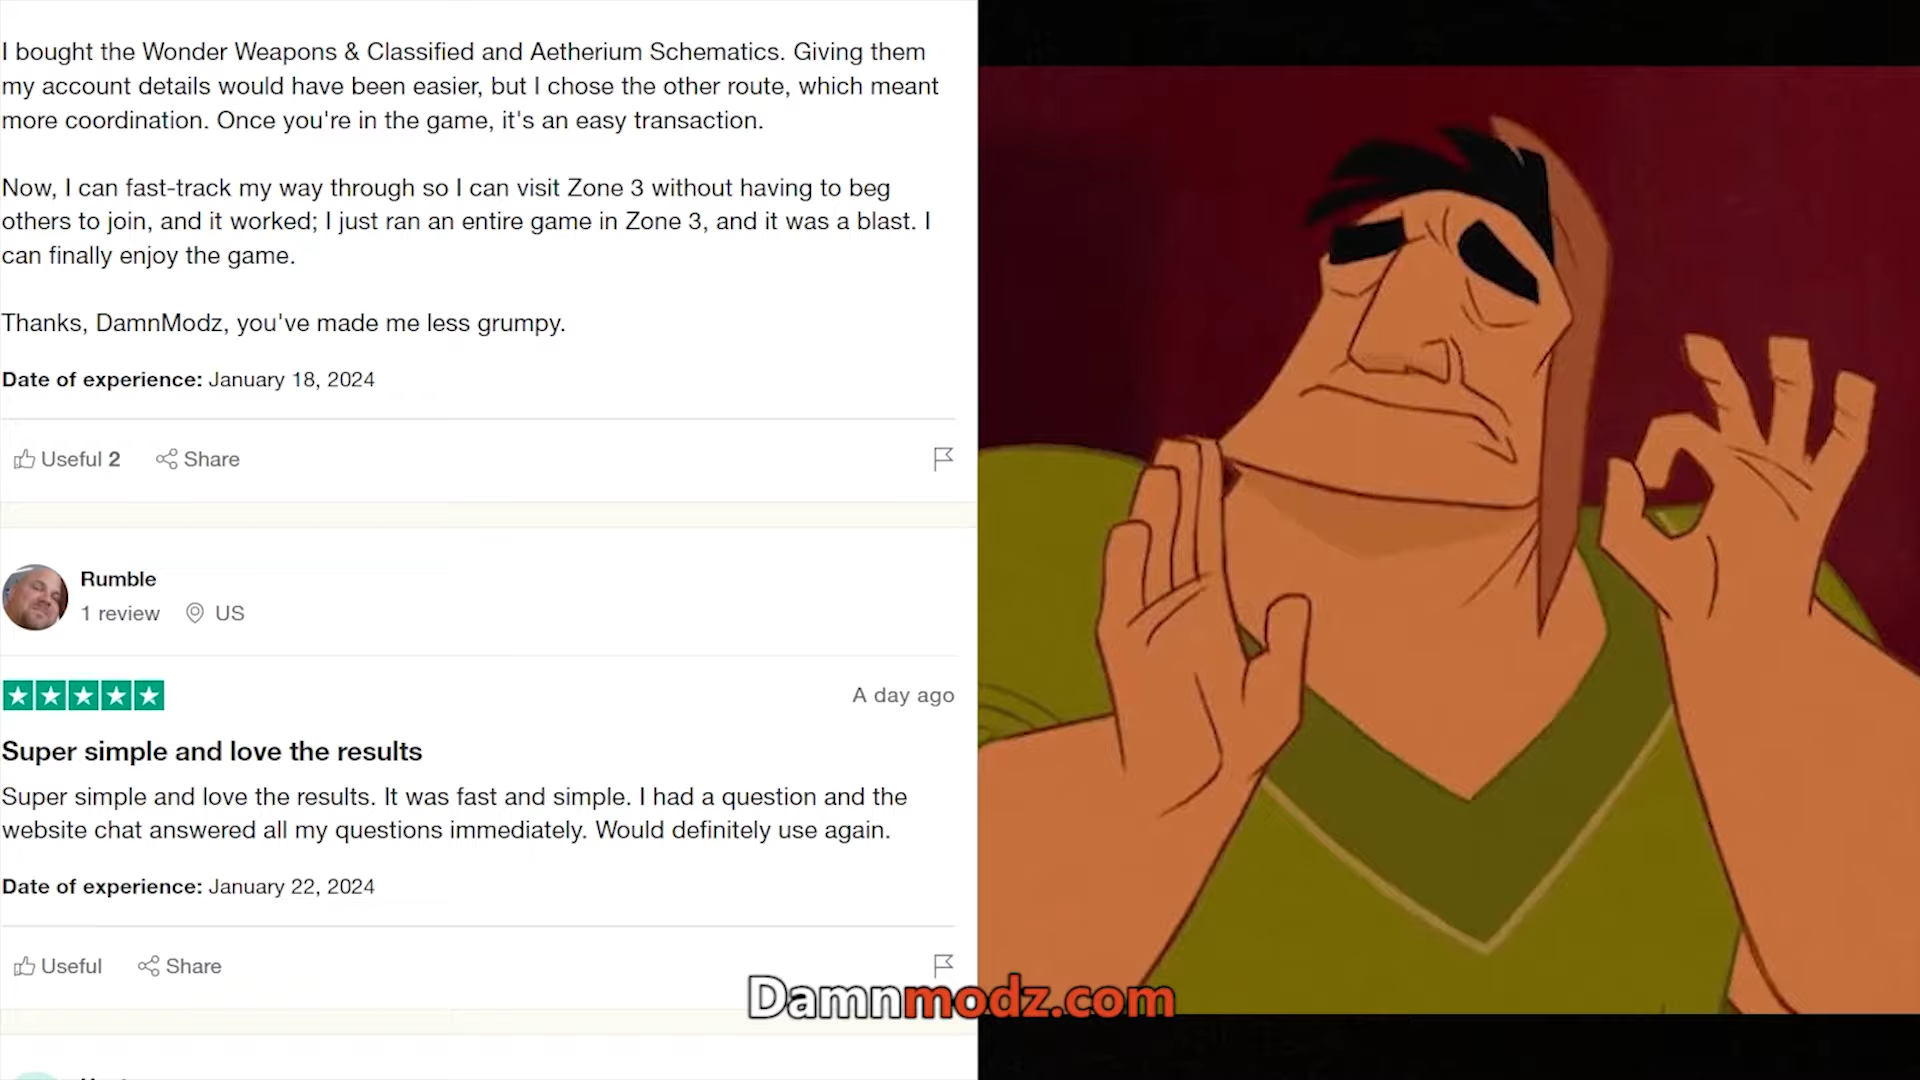 I bought the Wonder Weapons & Classified and Aetherium Schematics. Giving them
my account details would have been easier, but I chose the other route, which meant
more coordination. Once you're in the game, it's an easy transaction.
Now, I can fast-track my way through so I can visit Zone 3 without having to beg
others to join, and it worked; I just ran an entire game in Zone 3, and it was a blast. I
can finally enjoy the game.
Thanks, DamnModz, you've made me less grumpy.
Date of experience: January 18, 2024
Useful 2 Share
Rumble
1 review US
A day ago
Super simple and love the results
Super simple and love the results. It was fast and simple. I had a question and the
website chat answered all my questions immediately. Would definitely use again.
Date of experience: January 22, 2024
Useful Share
Damnmodz.com